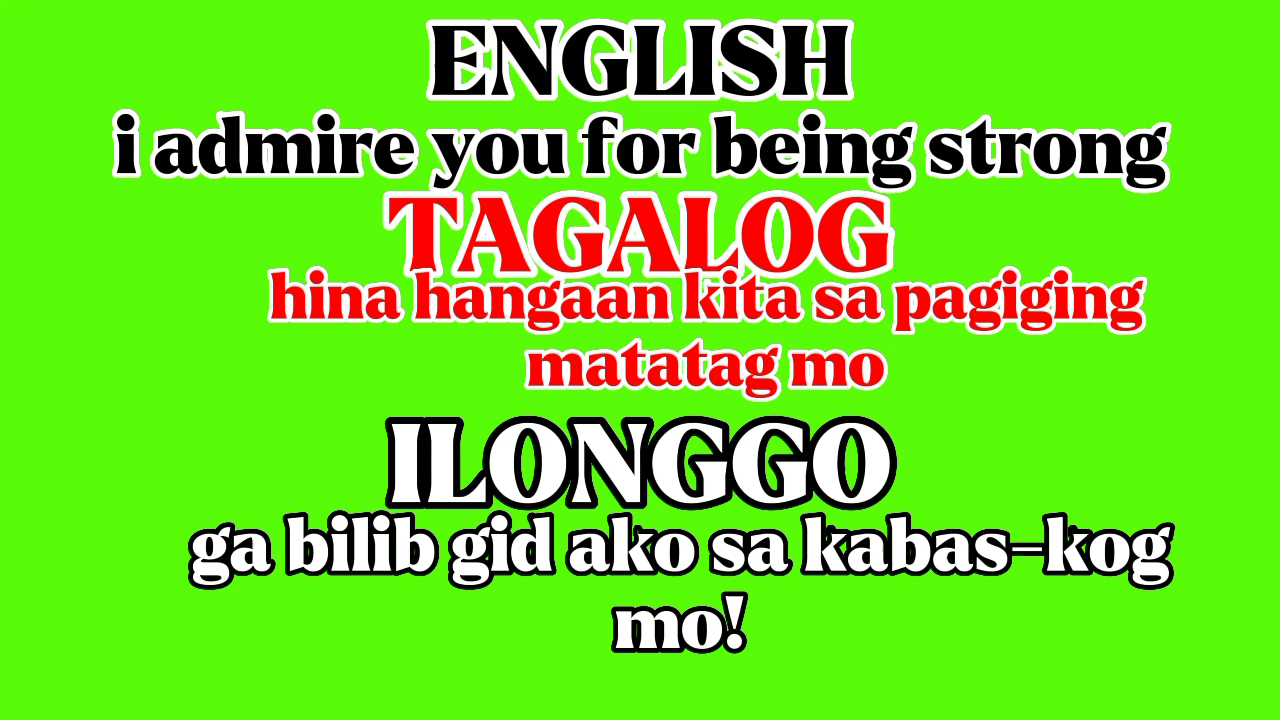 ENGLISH
i admire you for being strong
TAGALOG
hina hangaan kita sa pagiging
matatag mo
ILONGGO
ga bilib gid ako sa kabas-kog
mo!